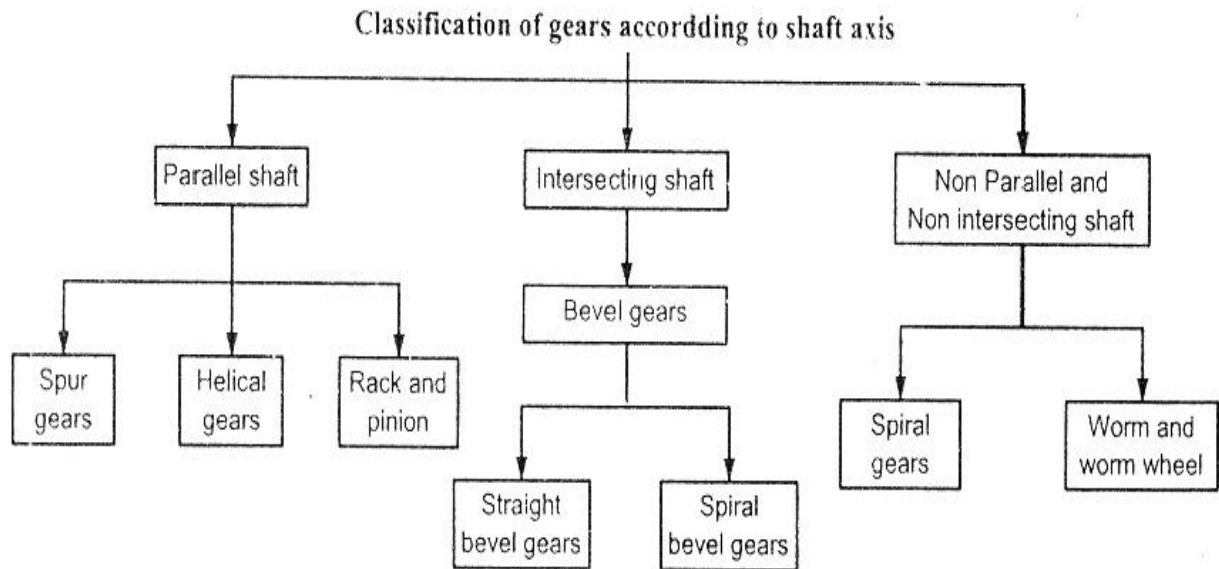 Classification of gears accordding to shaft axis
Parallel shaft
Intersecting shaft
Non Parallel and
Non intersecting shaft
Bevel gears
Spur
gears
Helical
gears
Rack and
pinion
Straight
bevel gears
Spiral
bevel gears
Spiral
gears
Worm and
worm wheel